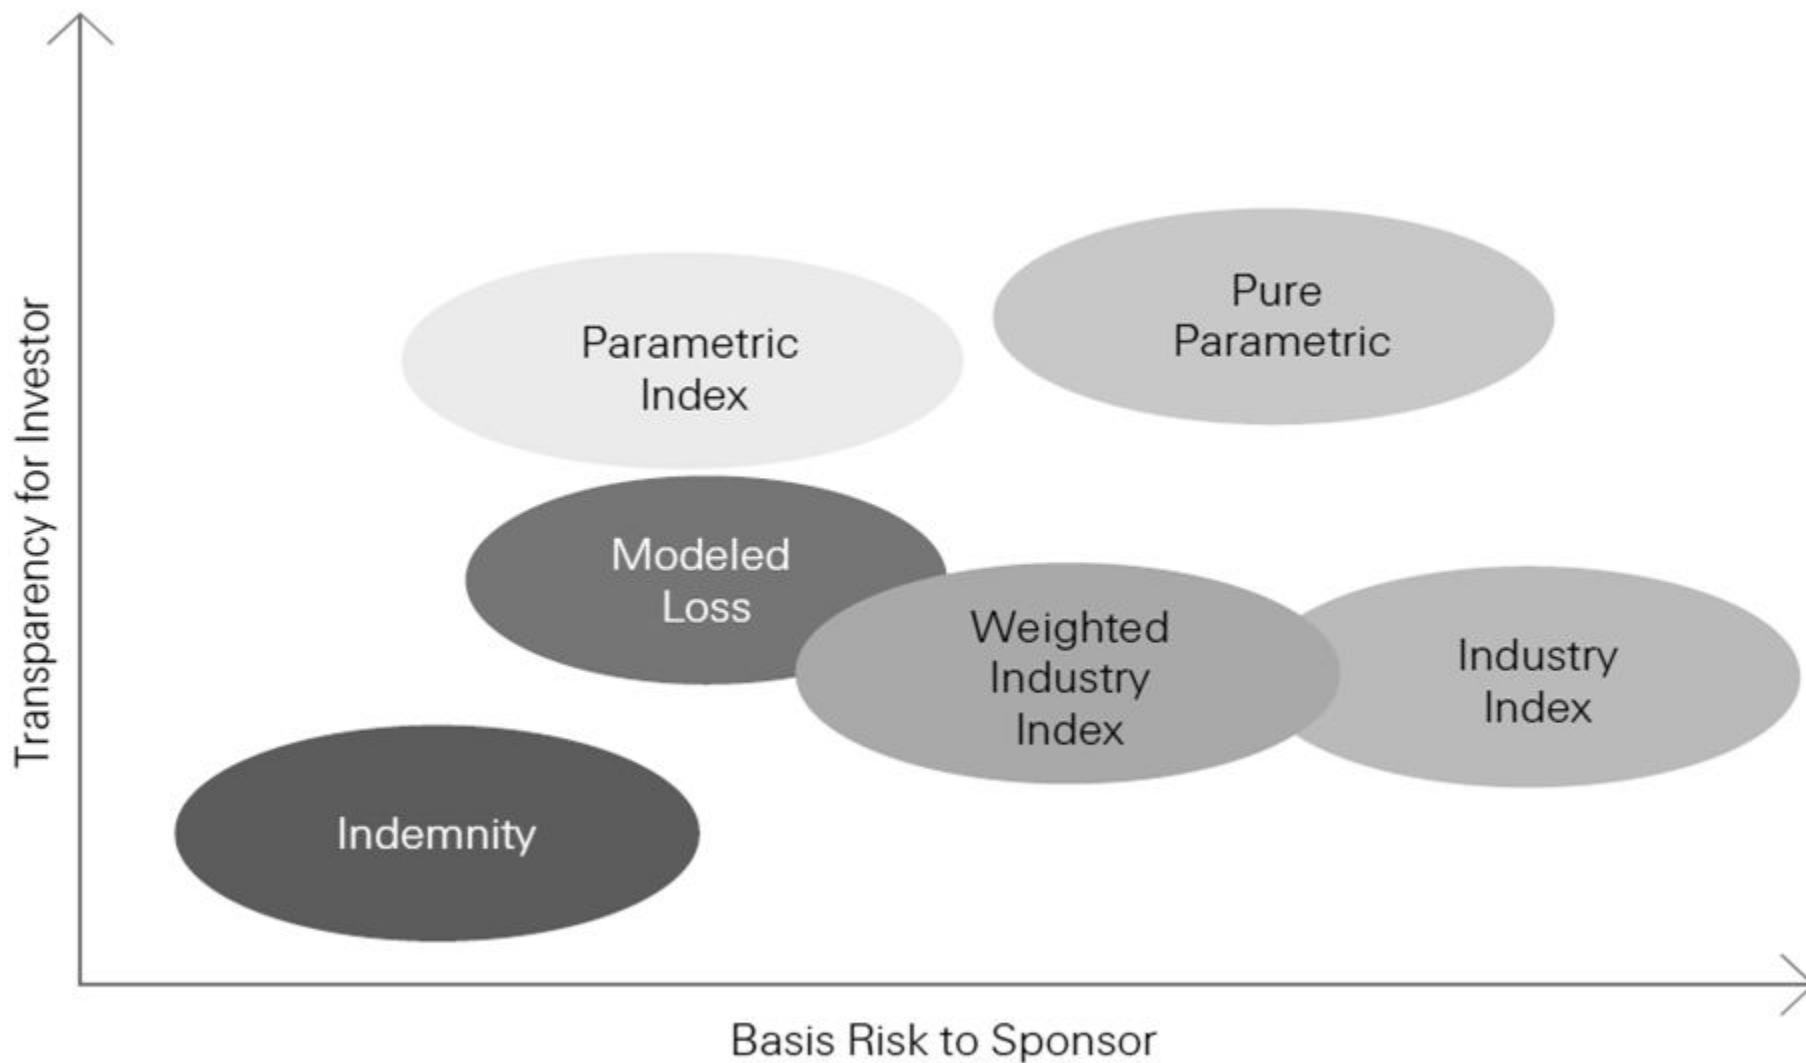 Transparency for Investor
Pure
Parametric
Parametric
Index
Modeled
Loss
Weighted
Industry
Index
Industry
Index
Indemnity
Basis Risk to Sponsor